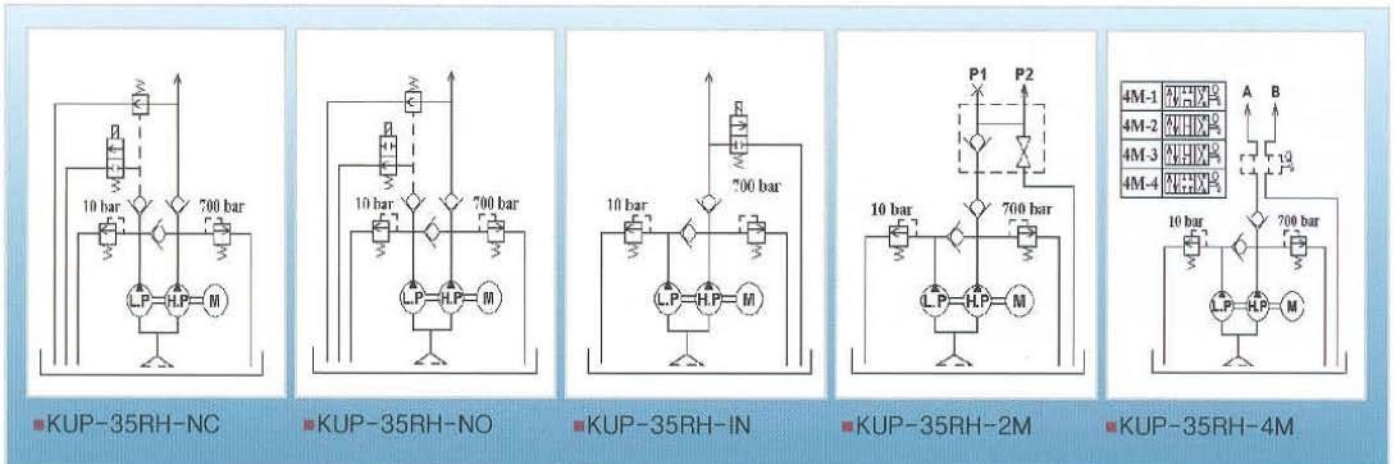 10 bar
700 bar
L.P
H.P
M
KUP-35RH-NC
10 bar
700 bar
L.P
H.P
M
KUP-35RH-NO
10 bar
700 bar
L.P
H.P
M
KUP-35RH-IN
P1
P2
10 bar
700 bar
L.P
H.P
M
KUP-35RH-2M
4M-1
4M-2
4M-3
4M-4
A
B
10 bar
700 bar
L.P
H.P
M
KUP-35RH-4M